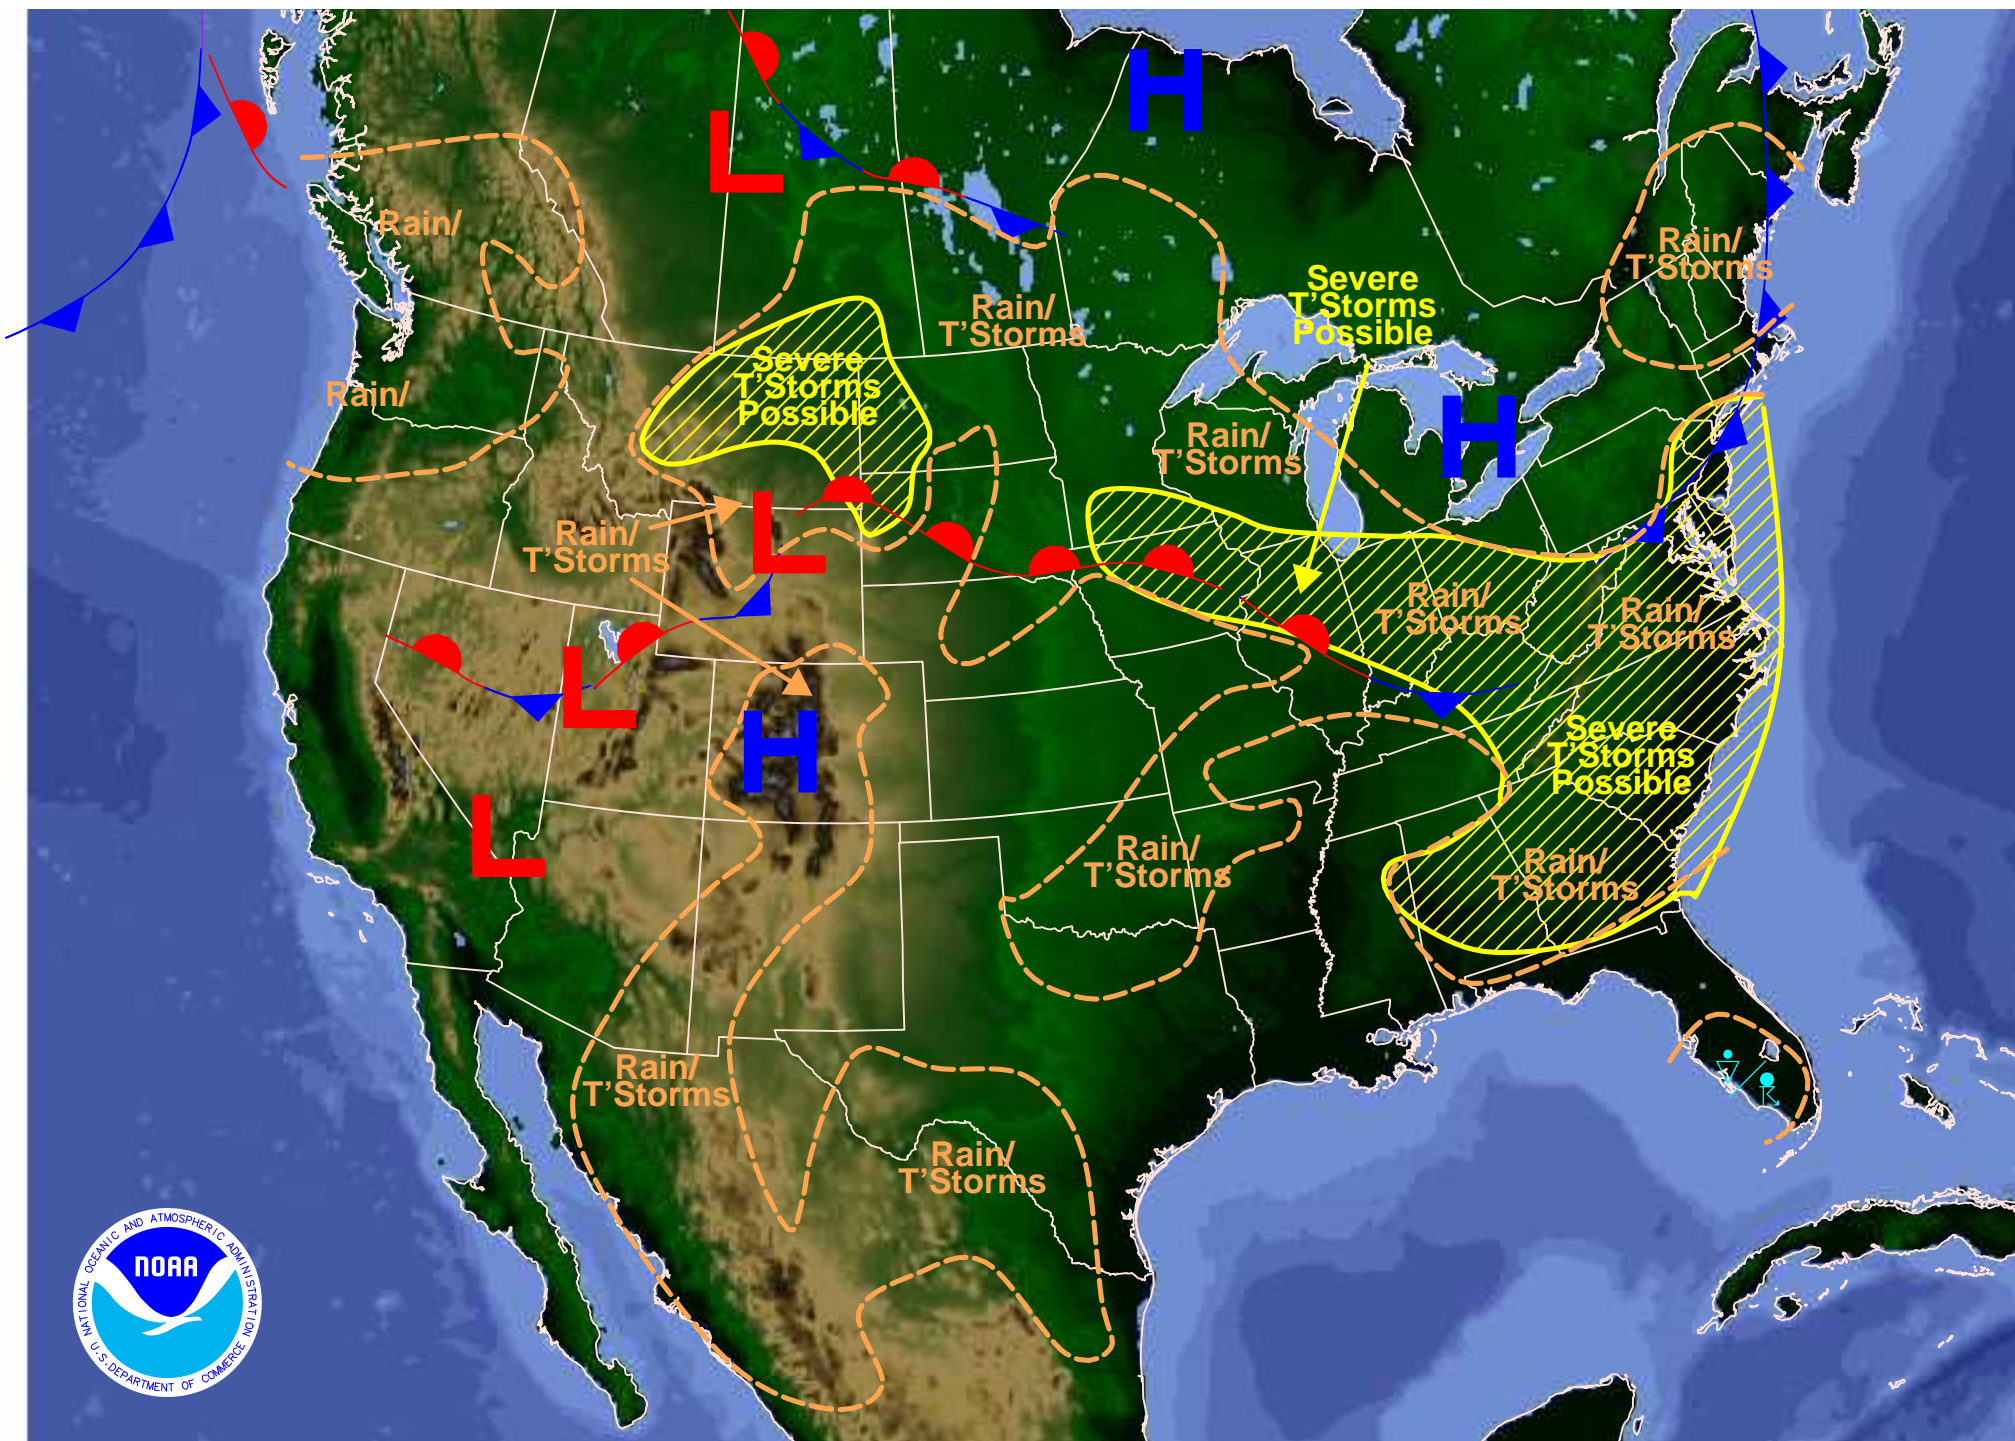 H
L
Rain/
Rain/
T'Storms
Severe
T'Storms
Possible
Rain/
T'Storms
Severe
T'Storms
Possible
Rain/
H
Rain/
T'Storms
L
Rain/
T'Storms
Rain/
T'Storms
Rain/
T'Storms
L
H
Severe
T'Storms
Possible
L
Rain/
T'Storms
Rain/
T'Storms
Rain/
T'Storms
Rain/
T'Storms
NATIONAL OCEANIC AND ATMOSPHERIC ADMINISTRATION
NOAA
U.S. DEPARTMENT OF COMMERCE